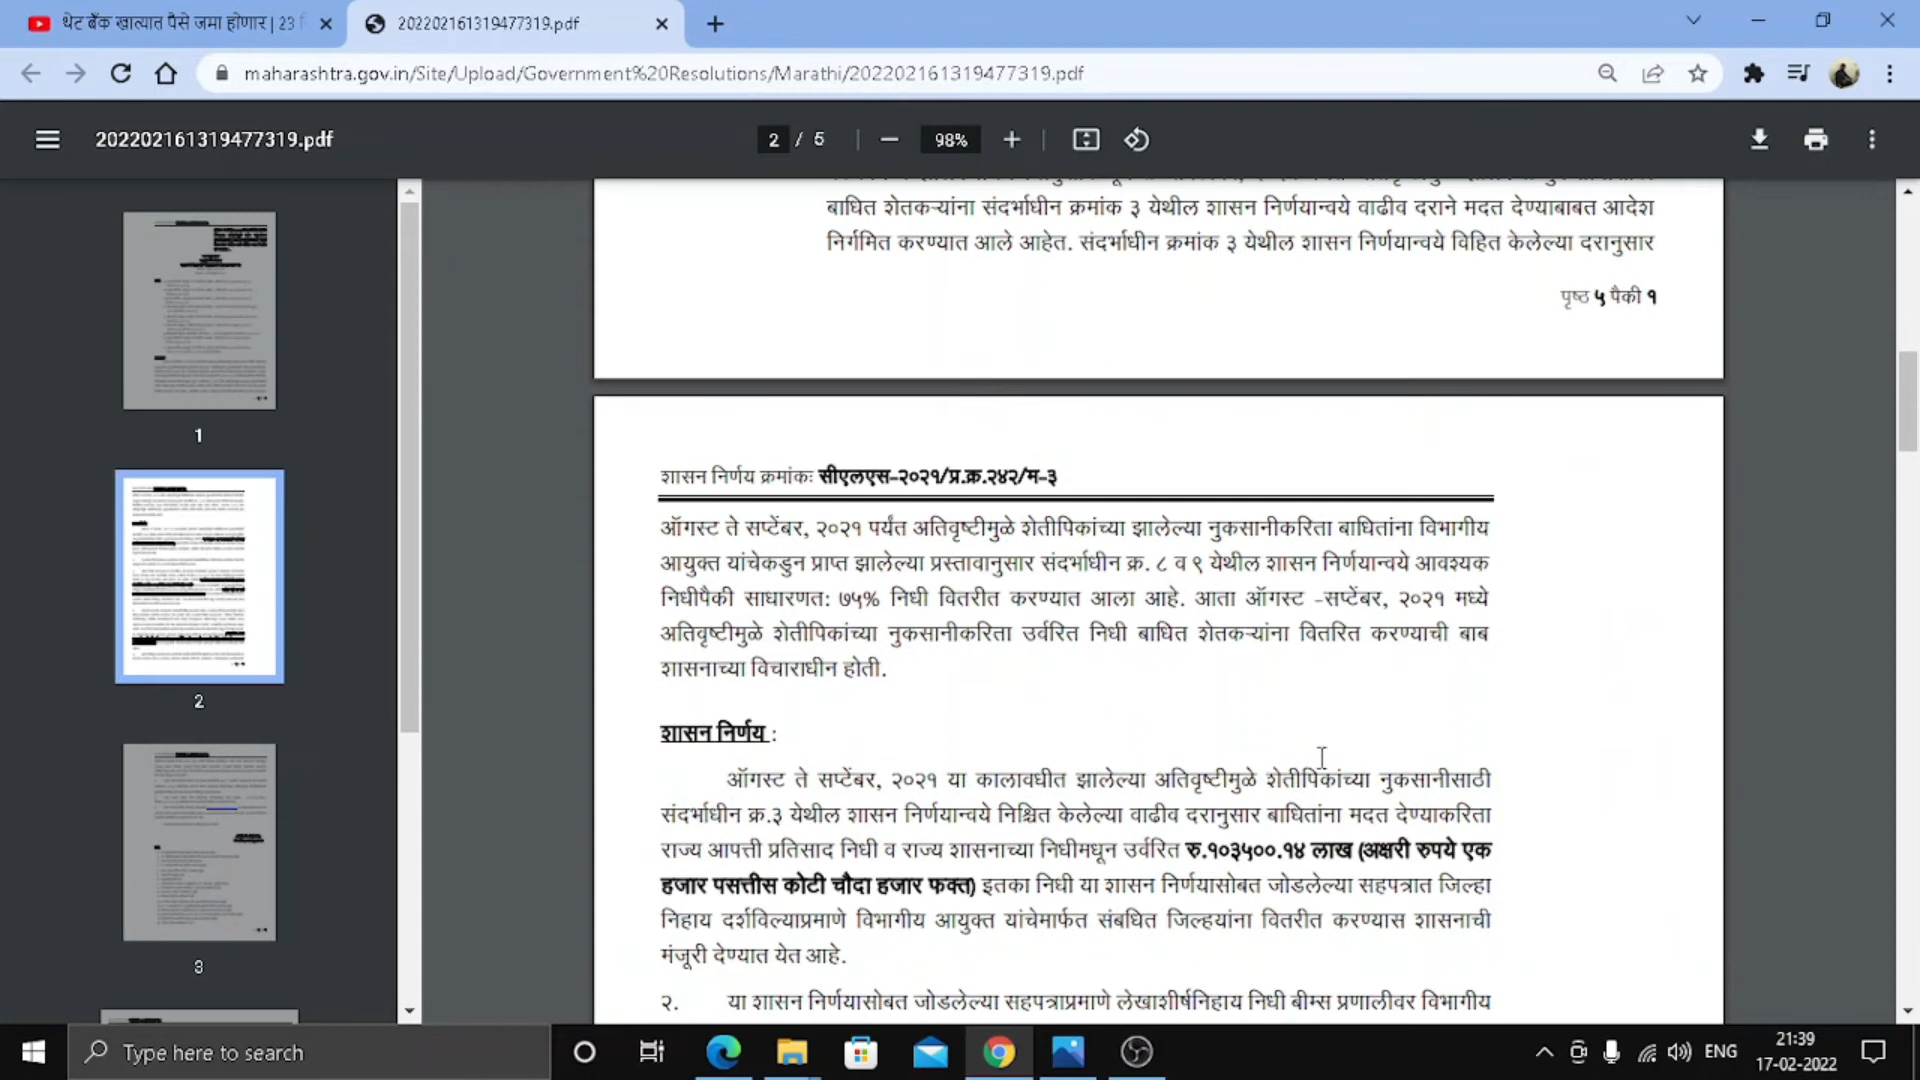 थेट बँक खात्यात पैसे जमा होणार | 23
202202161319477319.pdf
maharashtra.gov.in/Site/Upload/Government%20Resolutions/Marathi/202202161319477319.pdf
202202161319477319.pdf
2 / 5
98%
बाधित शेतकऱ्यांना संदर्भाधीन क्रमांक ३ येथील शासन निर्णयान्वये वाढीव दराने मदत देण्याबाबत आदेश
निर्गमित करण्यात आले आहेत. संदर्भाधीन क्रमांक ३ येथील शासन निर्णयान्वये विहित केलेल्या दरानुसार
पृष्ठ ५ पैकी १
शासन निर्णय क्रमांकः सीएलएस-२०२१/प्र.क्र.२४२/म-३
ऑगस्ट ते सप्टेंबर, २०२१ पर्यंत अतिवृष्टीमुळे शेतीपिकांच्या झालेल्या नुकसानीकरिता बाधितांना विभागीय
आयुक्त यांचेकडुन प्राप्त झालेल्या प्रस्तावानुसार संदर्भाधीन क्र. ८ व ९ येथील शासन निर्णयान्वये आवश्यक
निधीपैकी साधारणत: ७५% निधी वितरीत करण्यात आला आहे. आता ऑगस्ट -सप्टेंबर, २०२१ मध्ये
अतिवृष्टीमुळे शेतीपिकांच्या नुकसानीकरिता उर्वरित निधी बाधित शेतकऱ्यांना वितरित करण्याची बाब
शासनाच्या विचाराधीन होती.
शासन निर्णय :
ऑगस्ट ते सप्टेंबर, २०२१ या कालावधीत झालेल्या अतिवृष्टीमुळे शेतीपिकांच्या नुकसानीसाठी
संदर्भाधीन क्र.३ येथील शासन निर्णयान्वये निश्चित केलेल्या वाढीव दरानुसार बाधितांना मदत देण्याकरिता
राज्य आपत्ती प्रतिसाद निधी व राज्य शासनाच्या निधीमधून उर्वरित रु.१०३५००.१४ लाख (अक्षरी रुपये एक
हजार पसत्तीस कोटी चौदा हजार फक्त) इतका निधी या शासन निर्णयासोबत जोडलेल्या सहपत्रात जिल्हा
निहाय दर्शविल्याप्रमाणे विभागीय आयुक्त यांचेमार्फत संबधित जिल्हयांना वितरीत करण्यास शासनाची
मंजूरी देण्यात येत आहे.
२. या शासन निर्णयासोबत जोडलेल्या सहपत्राप्रमाणे लेखाशीर्षनिहाय निधी बीम्स प्रणालीवर विभागीय
1
2
3
Type here to search
ENG
21:39
17-02-2022